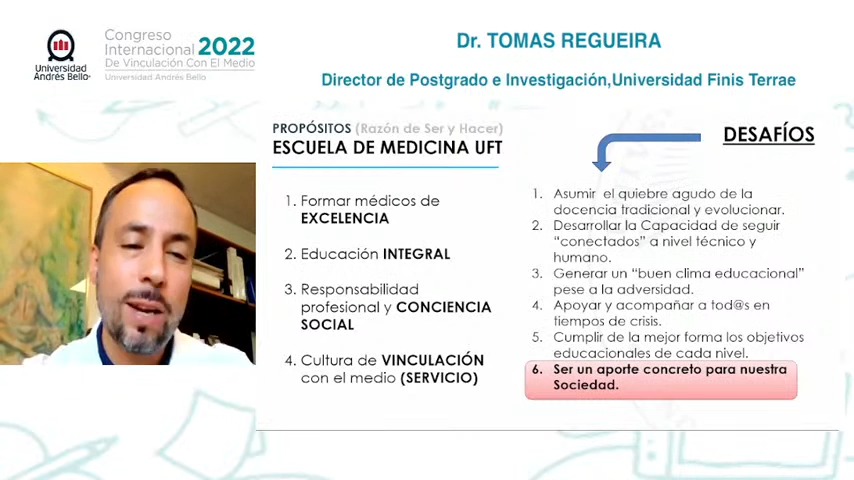 Universidad
Andrés Bello
Congreso
Internacional 2022
De Vinculación Con El Medio
Universidad Andrés Bello
Dr. TOMAS REGUEIRA
Director de Postgrado e Investigación,Universidad Finis Terrae
PROPÓSITOS (Razón de Ser y Hacer)
ESCUELA DE MEDICINA UFT
1. Formar médicos de
EXCELENCIA
2. Educación INTEGRAL
3. Responsabilidad
profesional y CONCIENCIA
SOCIAL
4. Cultura de VINCULACIÓN
con el medio (SERVICIO)
DESAFÍOS
1. Asumir el quiebre agudo de la
docencia tradicional y evolucionar.
2. Desarrollar la Capacidad de seguir
“conectados” a nivel técnico y
humano.
3. Generar un “buen clima educacional”
pese a la adversidad.
4. Apoyar y acompañar a tod@s en
tiempos de crisis.
5. Cumplir de la mejor forma los objetivos
educacionales de cada nivel.
6. Ser un aporte concreto para nuestra
Sociedad.